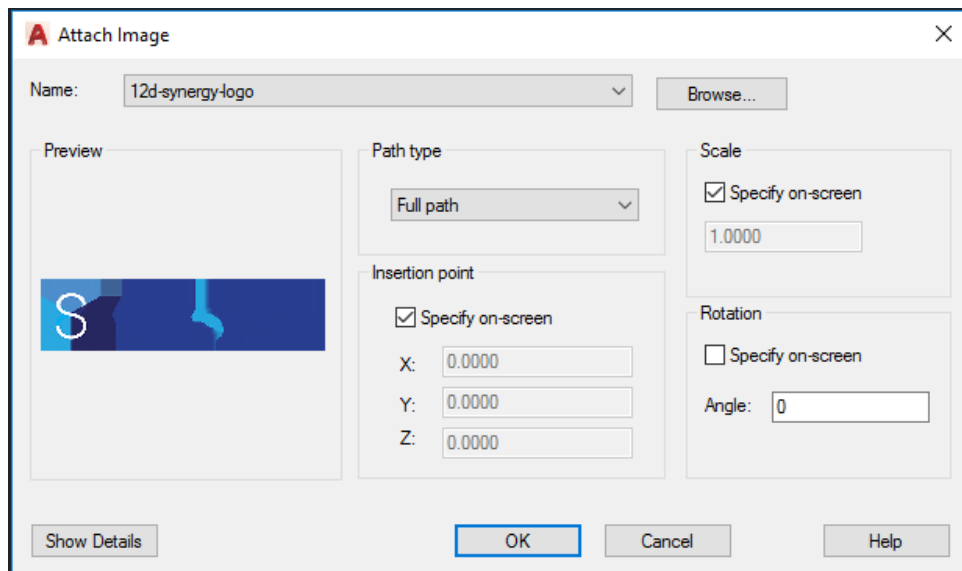 Attach Image
Name: 12d-synergy-logo Browse...
Preview
S
Path type
Full path
Insertion point
Specify on-screen
X: 0.0000
Y: 0.0000
Z: 0.0000
Scale
Specify on-screen
1.0000
Rotation
Specify on-screen
Angle: 0
Show Details OK Cancel Help